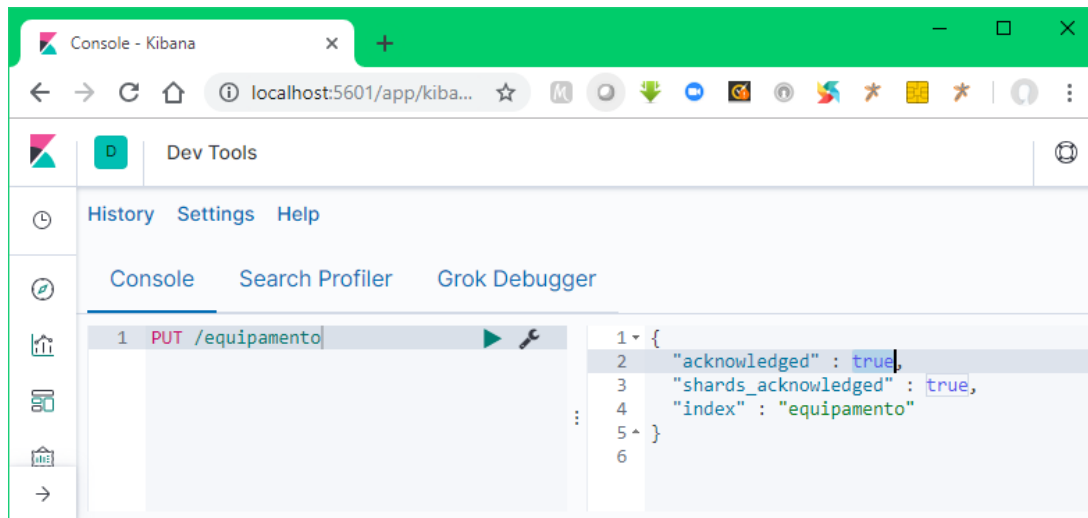 Console - Kibana
localhost:5601/app/kiba...
D Dev Tools
History Settings Help
Console Search Profiler Grok Debugger
1 PUT /equipamento
1 {
2 "acknowledged" : true,
3 "shards_acknowledged" : true,
4 "index" : "equipamento"
5 }
6